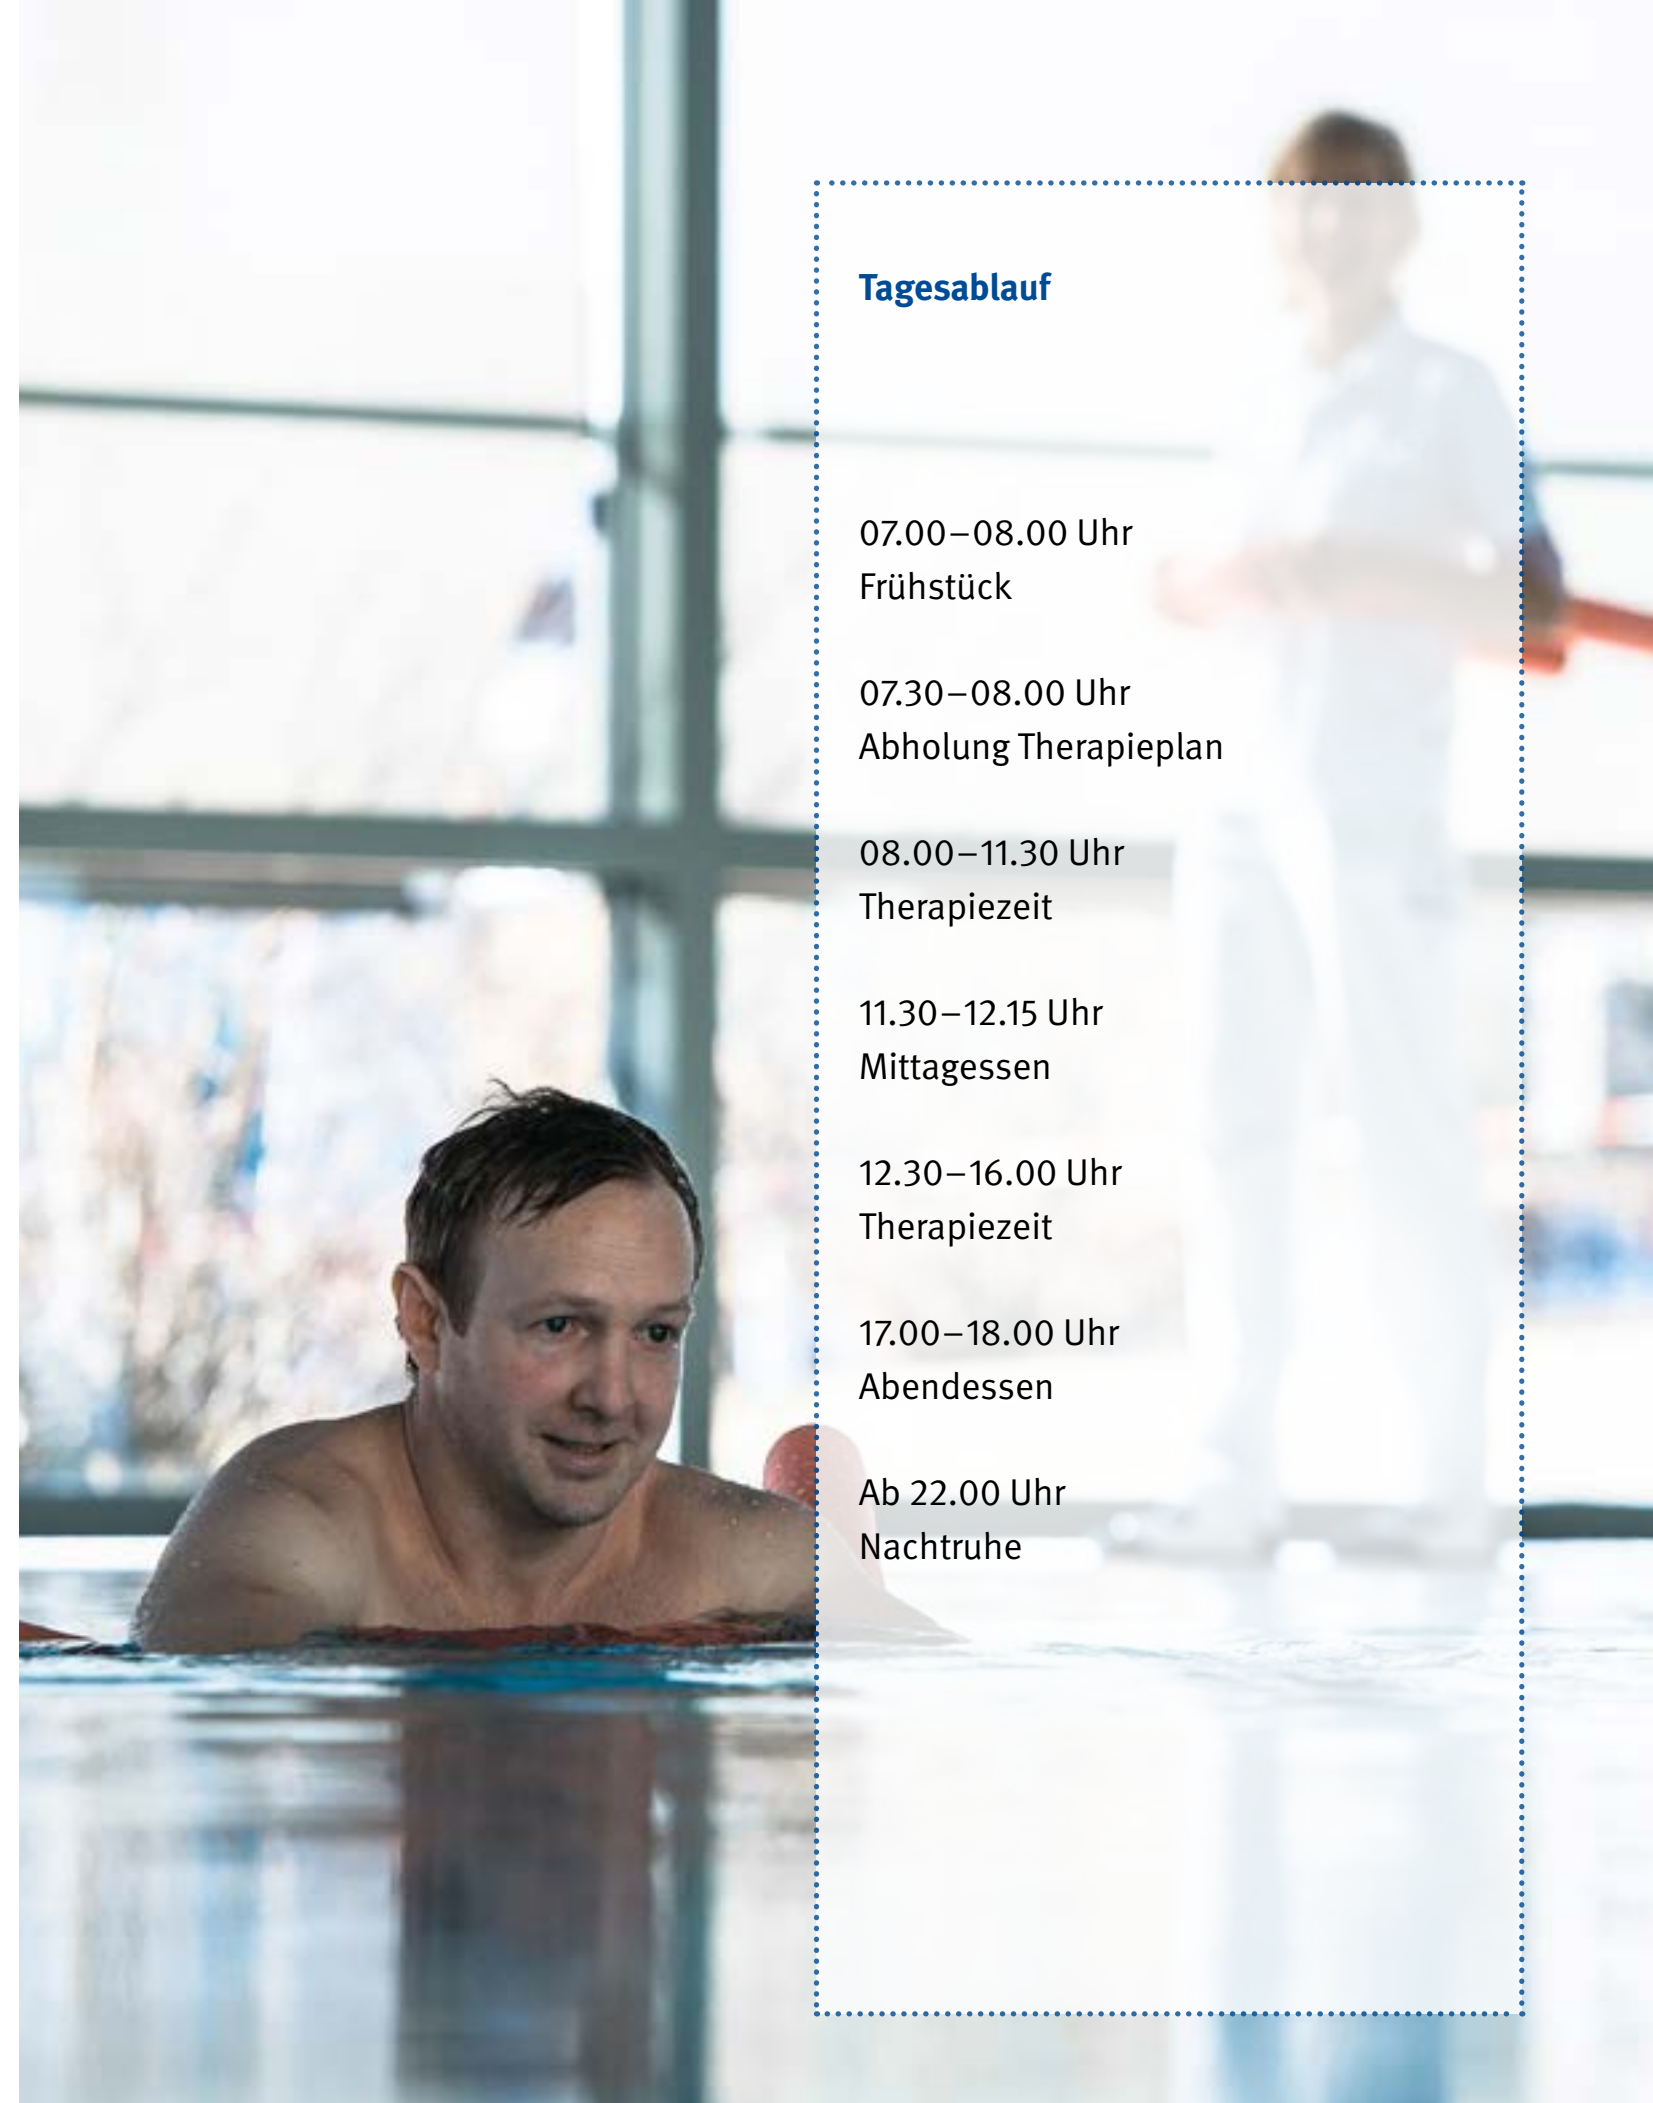 Tagesablauf
07.00–08.00 Uhr
Frühstück
07.30–08.00 Uhr
Abholung Therapieplan
08.00–11.30 Uhr
Therapiezeit
11.30–12.15 Uhr
Mittagessen
12.30–16.00 Uhr
Therapiezeit
17.00–18.00 Uhr
Abendessen
Ab 22.00 Uhr
Nachtruhe